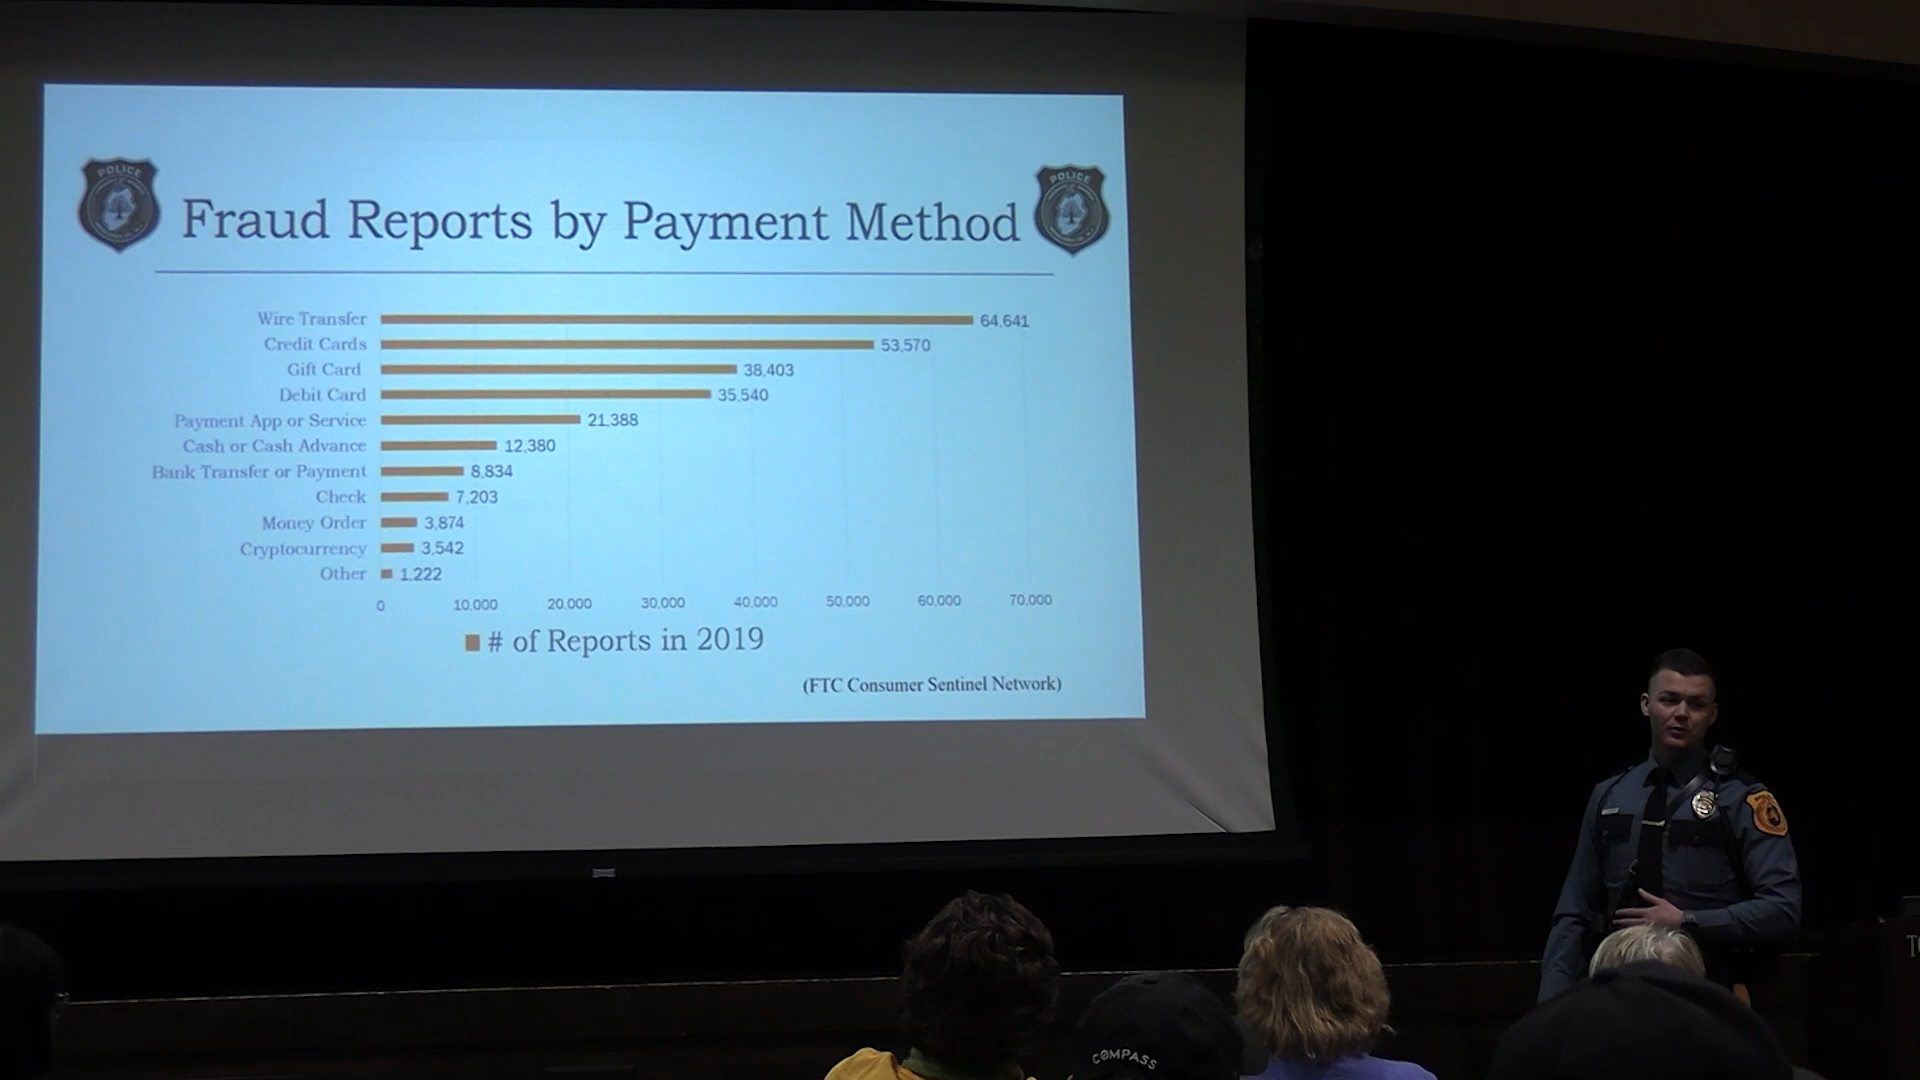 POLICE
POLICE
Fraud Reports by Payment Method
Wire Transfer 64,641
Credit Cards 53,570
Gift Card 38,403
Debit Card 35,540
Payment App or Service 21,388
Cash or Cash Advance 12,380
Bank Transfer or Payment 8,834
Check 7,203
Money Order 3,874
Cryptocurrency 3,542
Other 1,222
0 10,000 20,000 30,000 40,000 50,000 60,000 70,000
# of Reports in 2019
(FTC Consumer Sentinel Network)
COMPASS